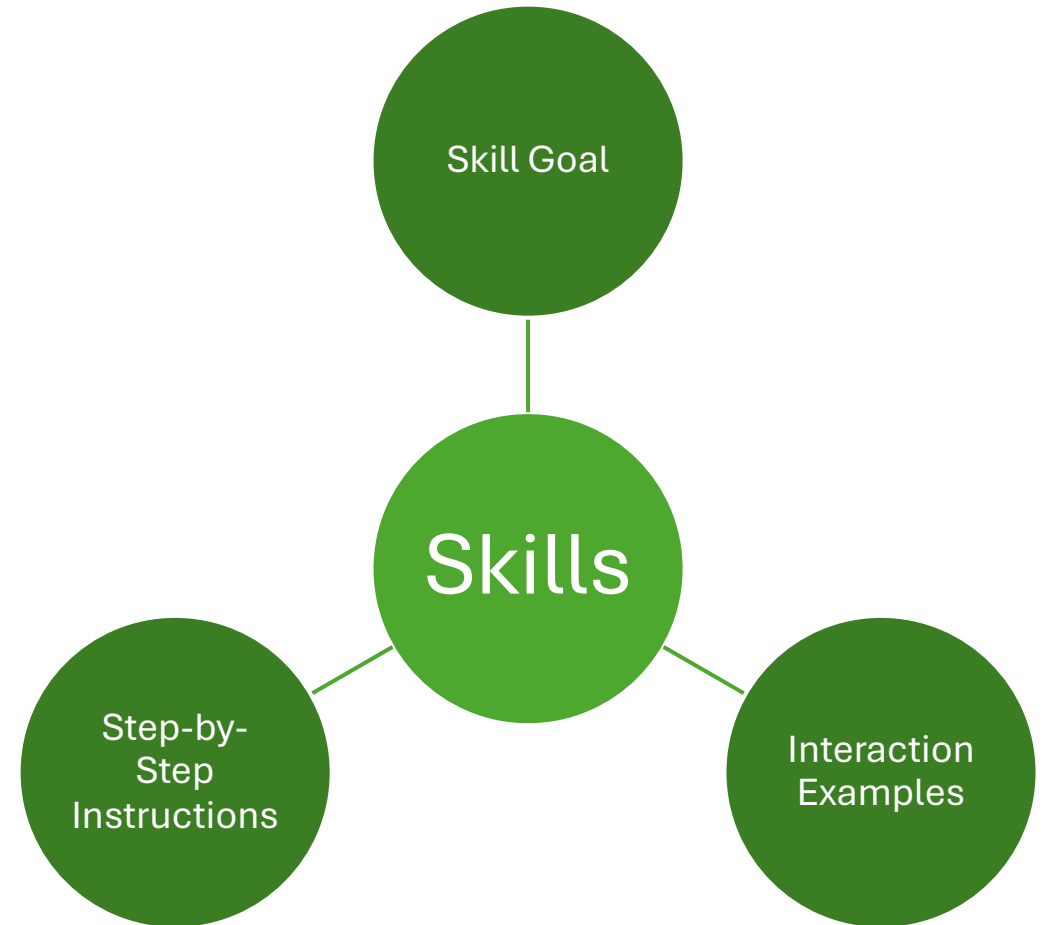 Skill Goal
Skills
Step-by-
Step
Instructions
Interaction
Examples